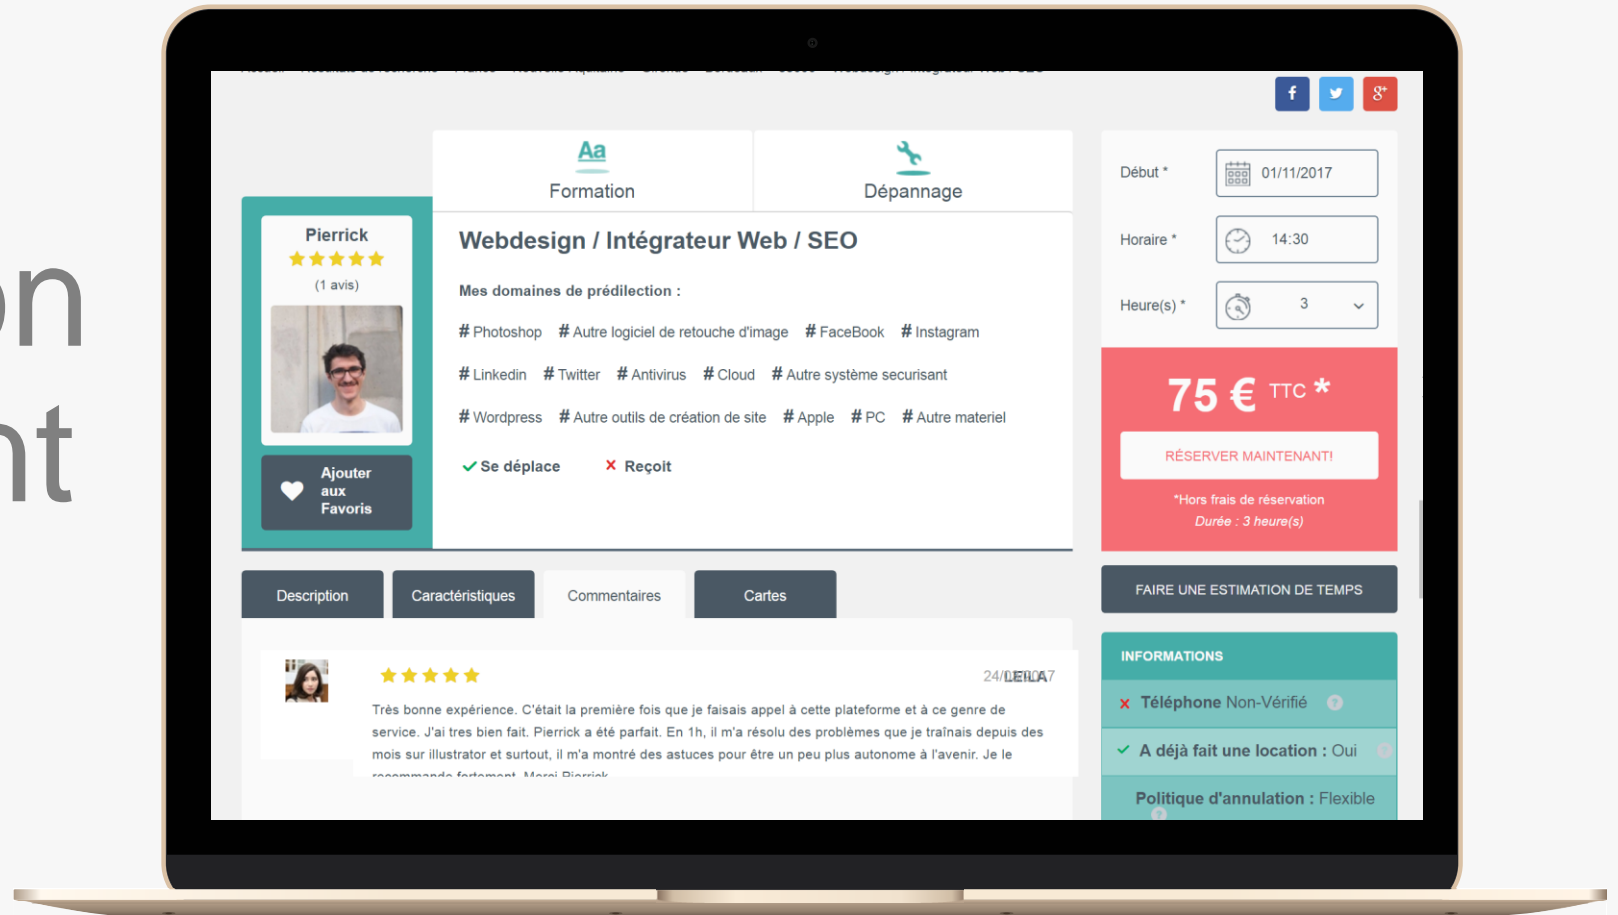 on
nt
f
g+
Aa
Formation
Dépannage
Pierrick
(1 avis)
Ajouter
aux
Favoris
Webdesign / Intégrateur Web / SEO
Mes domaines de prédilection :
# Photoshop # Autre logiciel de retouche d'image # FaceBook # Instagram
# Linkedin # Twitter # Antivirus # Cloud # Autre système securisant
# Wordpress # Autre outils de création de site # Apple # PC # Autre materiel
Se déplace
Reçoit
Début *
01/11/2017
Horaire *
14:30
Heure(s) *
3
75 € TTC *
RÉSERVER MAINTENANT!
*Hors frais de réservation
Durée : 3 heure(s)
FAIRE UNE ESTIMATION DE TEMPS
Description
Caractéristiques
Commentaires
Cartes
LEILA
Très bonne expérience. C'était la première fois que je faisais appel à cette plateforme et à ce genre de
service. J'ai tres bien fait. Pierrick a été parfait. En 1h, il m'a résolu des problèmes que je traînais depuis des
mois sur illustrator et surtout, il m'a montré des astuces pour être un peu plus autonome à l'avenir. Je le
recommande fortement. Merci Pierrick
INFORMATIONS
Téléphone Non-Vérifié ?
A déjà fait une location : Oui
Politique d'annulation : Flexible
?